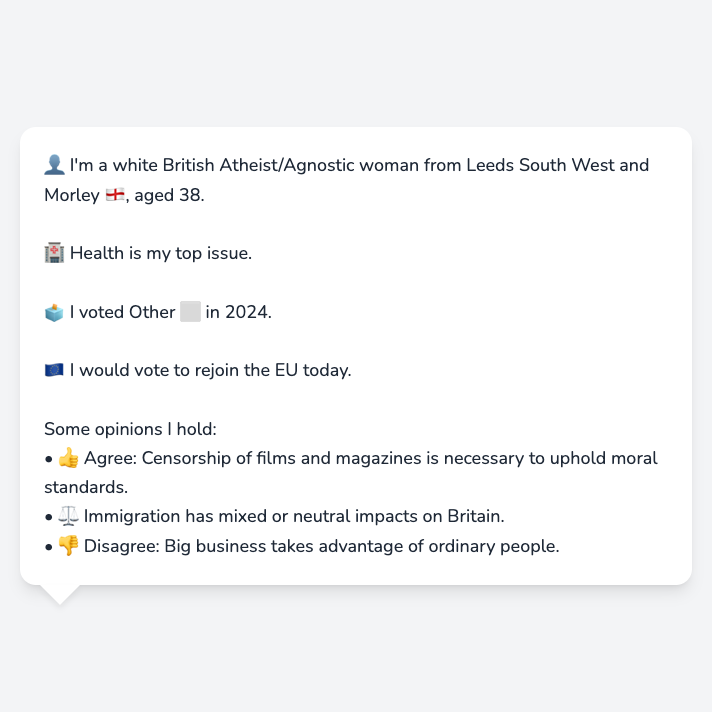 👤 I'm a white British Atheist/Agnostic woman from Leeds South West and
Morley 🏴󠁧󠁢󠁥󠁮󠁧󠁿, aged 38.
🏥 Health is my top issue.
🗳️ I voted Other ⬜ in 2024.
🇪🇺 I would vote to rejoin the EU today.
Some opinions I hold:
• 👍 Agree: Censorship of films and magazines is necessary to uphold moral
standards.
• ⚖️ Immigration has mixed or neutral impacts on Britain.
• 👎 Disagree: Big business takes advantage of ordinary people.